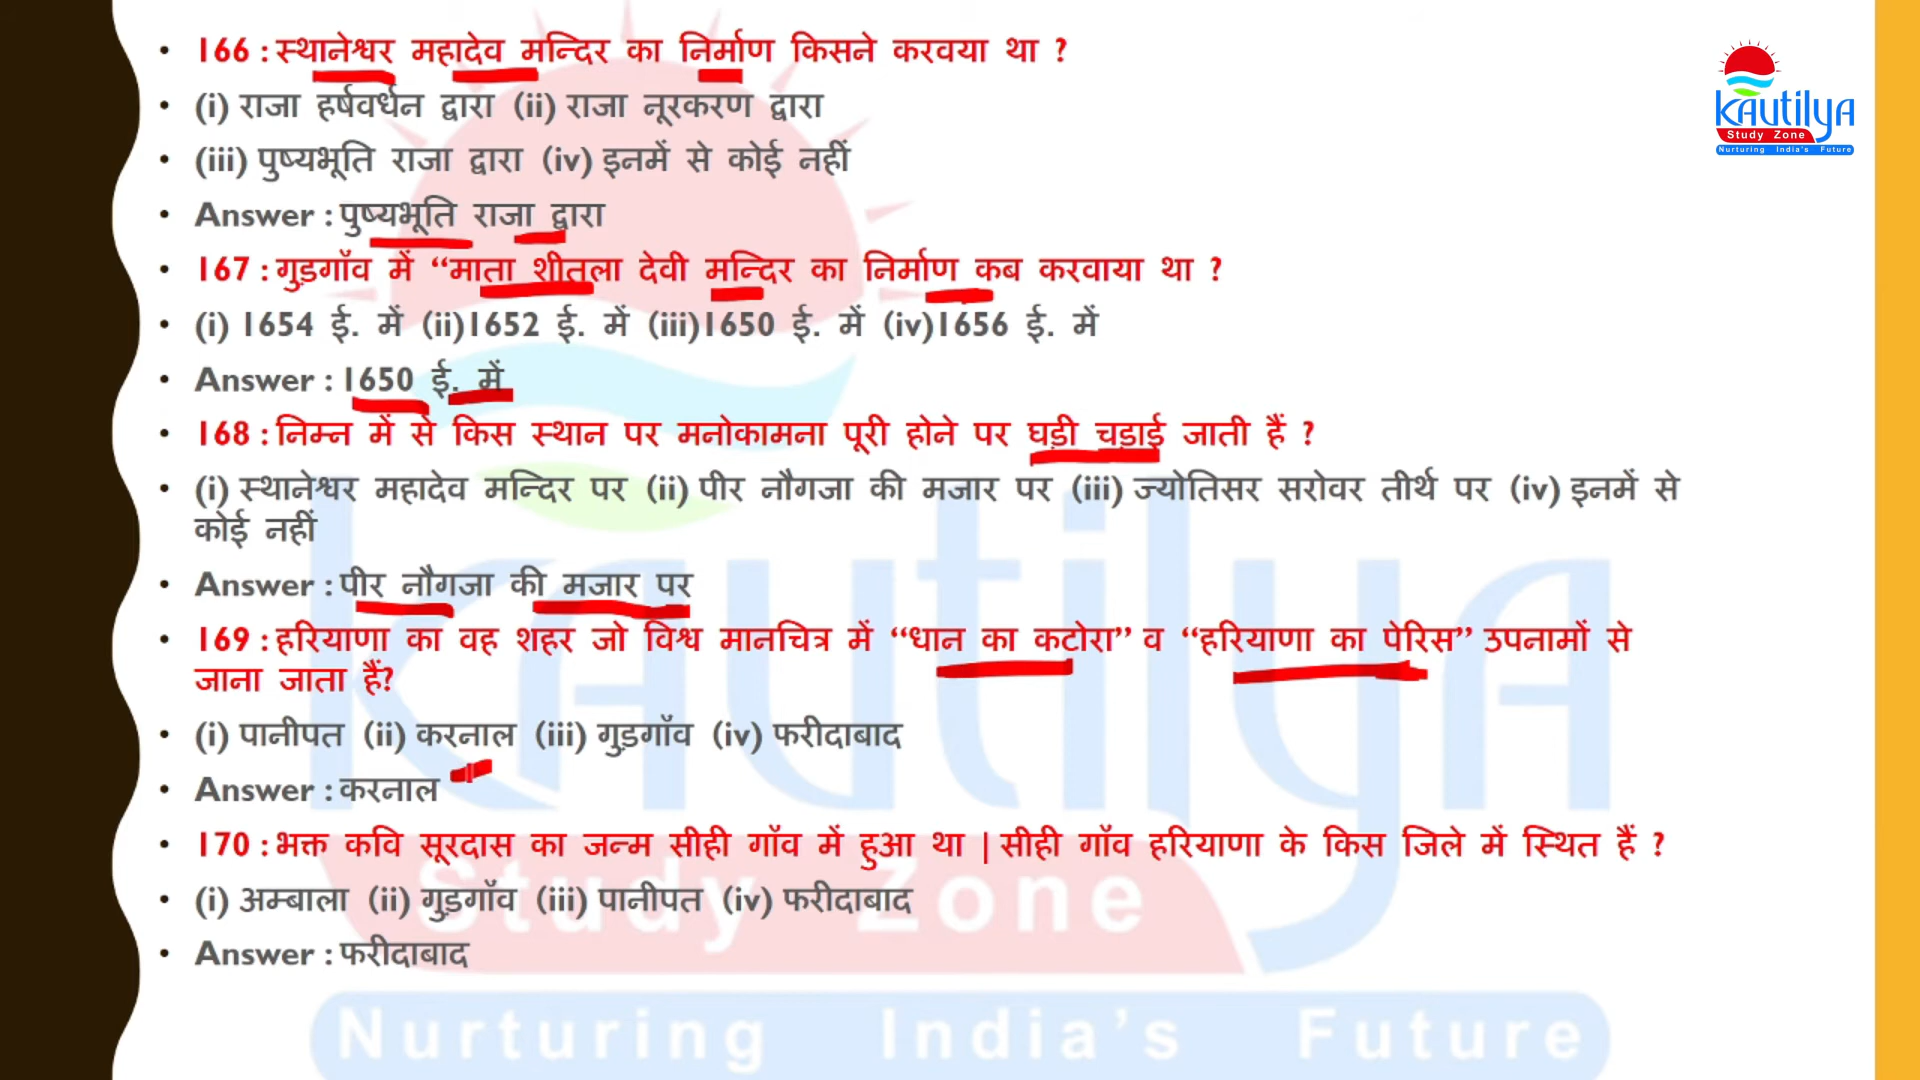 • 166 : स्थानेश्वर महादेव मन्दिर का निर्माण किसने करवया था ?
• (i) राजा हर्षवर्धन द्वारा (ii) राजा नूरकरण द्वारा
• (iii) पुष्यभूति राजा द्वारा (iv) इनमें से कोई नहीं
• Answer : पुष्यभूति राजा द्वारा
• 167 : गुड़गॉव में “माता शीतला देवी मन्दिर का निर्माण कब करवाया था ?
• (i) 1654 ई. में (ii)1652 ई. में (iii)1650 ई. में (iv)1656 ई. में
• Answer : 1650 ई. में
• 168 : निम्न में से किस स्थान पर मनोकामना पूरी होने पर घड़ी चड़ाई जाती हैं ?
• (i) स्थानेश्वर महादेव मन्दिर पर (ii) पीर नौगजा की मजार पर (iii) ज्योतिसर सरोवर तीर्थ पर (iv) इनमें से
कोई नहीं
• Answer : पीर नौगजा की मजार पर
• 169 : हरियाणा का वह शहर जो विश्व मानचित्र में “धान का कटोरा” व “हरियाणा का पेरिस” उपनामों से
जाना जाता हैं?
• (i) पानीपत (ii) करनाल (iii) गुड़गॉव (iv) फरीदाबाद
• Answer : करनाल
• 170 : भक्त कवि सूरदास का जन्म सीही गॉव में हुआ था | सीही गॉव हरियाणा के किस जिले में स्थित हैं ?
• (i) अम्बाला (ii) गुड़गॉव (iii) पानीपत (iv) फरीदाबाद
• Answer : फरीदाबाद
Kautilya
Study Zone
Nurturing India's Future
Kautilya
Study Zone
Nurturing India's Future